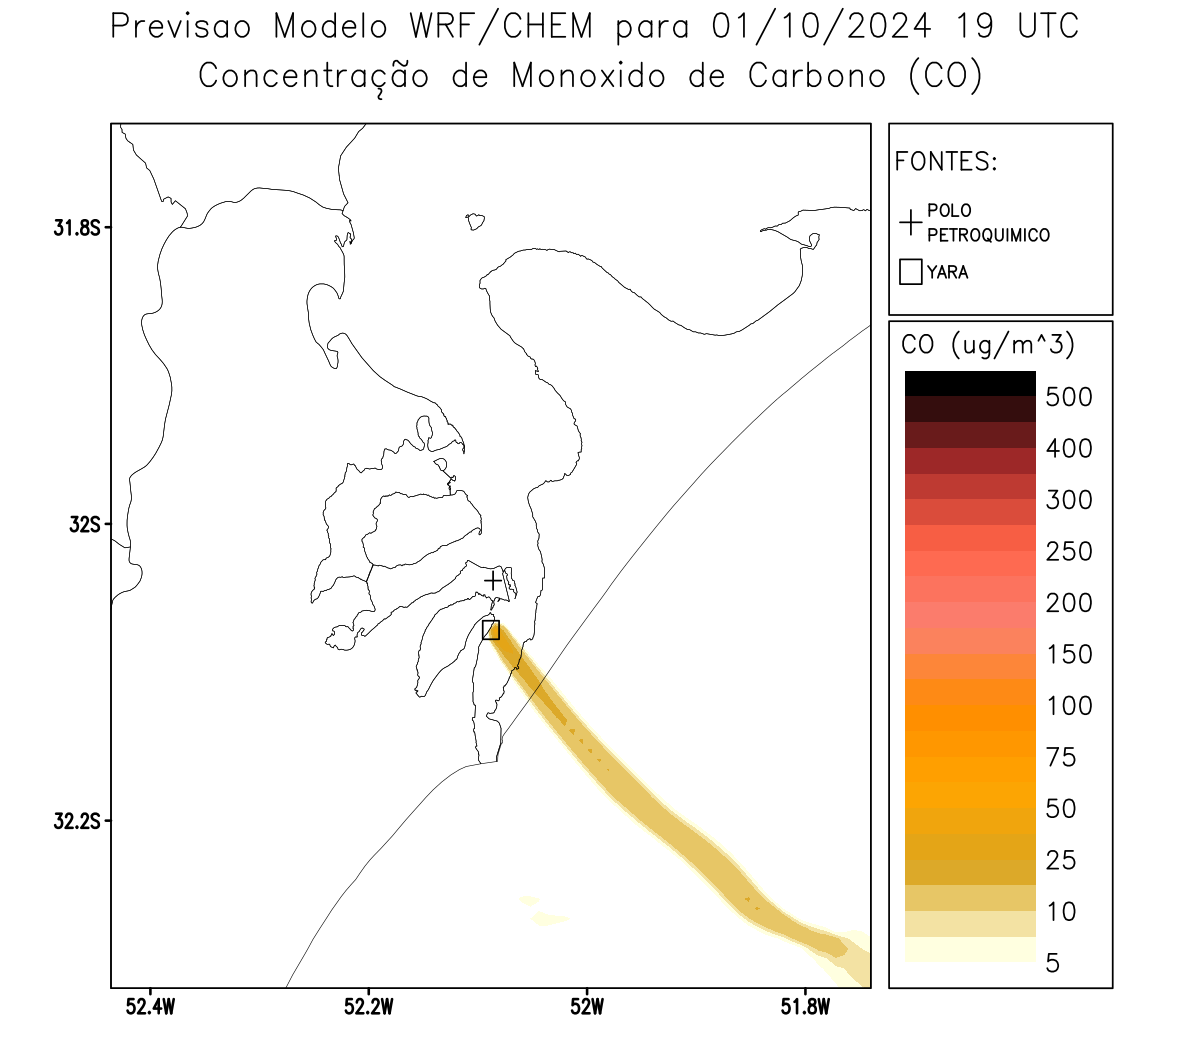 Previsao Modelo WRF/CHEM para 01/10/2024 19 UTC
Concentração de Monoxido de Carbono (CO)
FONTES:
POLO
PETROQUIMICO
YARA
CO (ug/m^3)
500
400
300
250
200
150
100
75
50
25
10
5
31.8S
32S
32.2S
52.4W
52.2W
52W
51.8W